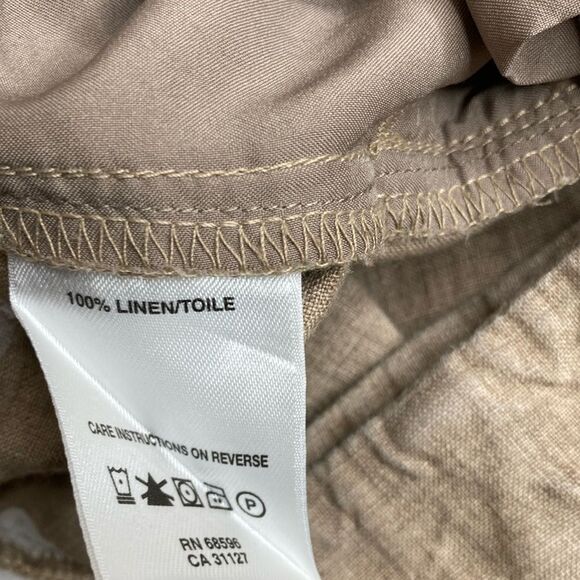 100% LINEN/TOILE
CARE INSTRUCTIONS ON REVERSE
P
RN 68596
CA 31127